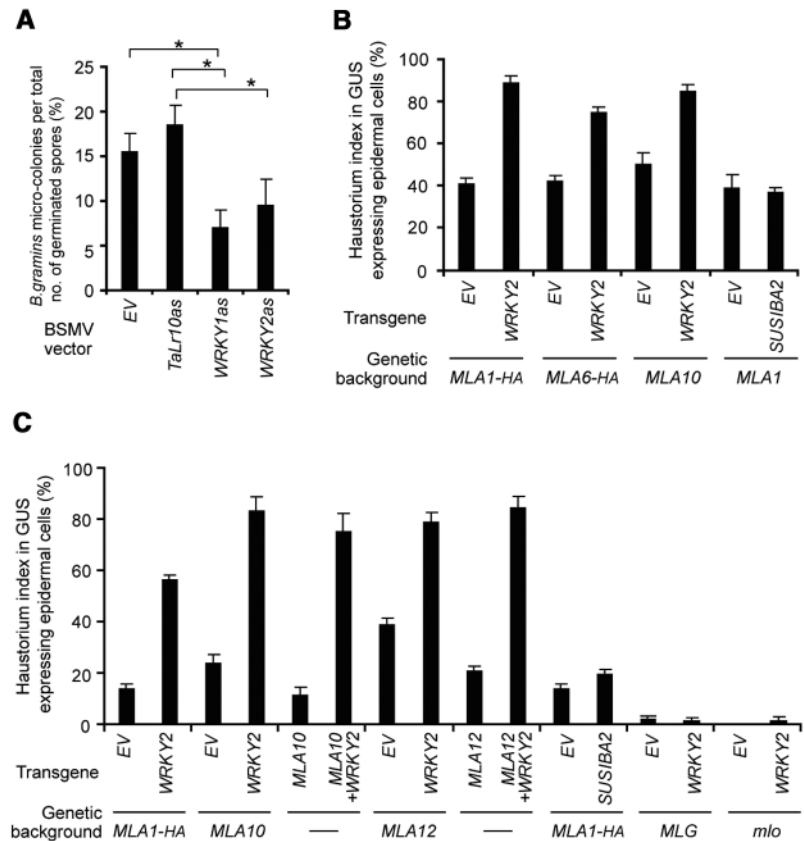 A
*
*
*
B. gramins micro-colonies per total
no. of germinated spores (%)
25
20
15
10
5
0
BSMV
vector
EV
TaLr10as
WRKY1as
WRKY2as
B
Haustorium index in GUS
expressing epidermal cells (%)
100
80
60
40
20
0
Transgene
EV
WRKY2
EV
WRKY2
EV
WRKY2
EV
SUSIBA2
Genetic
background
MLA1-HA
MLA6-HA
MLA10
MLA1
C
Haustorium index in GUS
expressing epidermal cells (%)
100
80
60
40
20
0
Transgene
EV
WRKY2
EV
WRKY2
MLA10
MLA10
+WRKY2
EV
WRKY2
MLA12
MLA12
+WRKY2
EV
SUSIBA2
EV
WRKY2
EV
WRKY2
Genetic
background
MLA1-HA
MLA10
—
MLA12
—
MLA1-HA
MLG
mlo